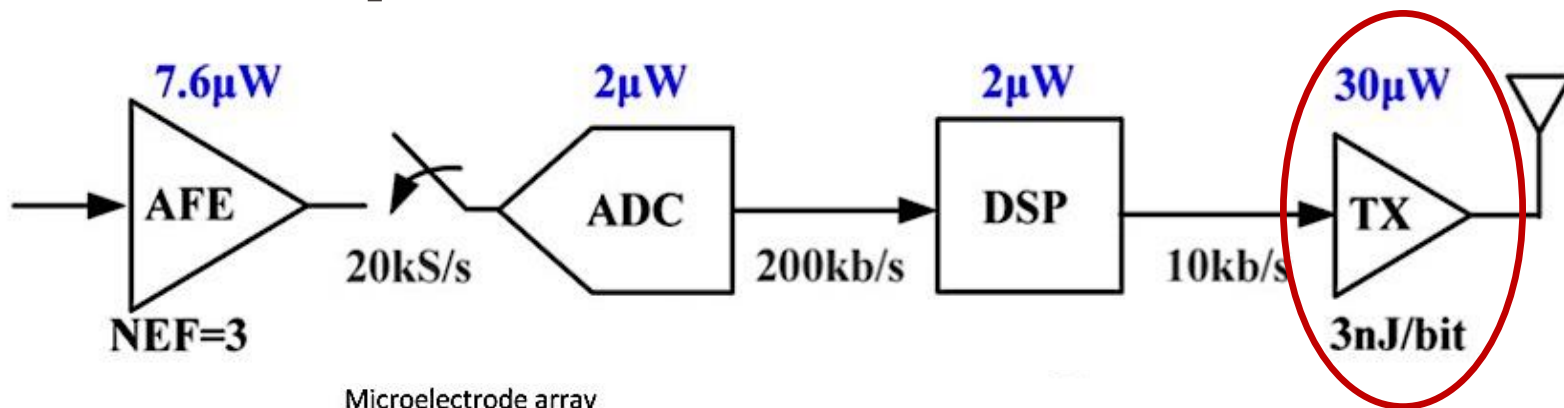 7.6μW
2μW
2μW
30μW
AFE
ADC
DSP
TX
20kS/s
200kb/s
10kb/s
NEF=3
3nJ/bit
Microelectrode array